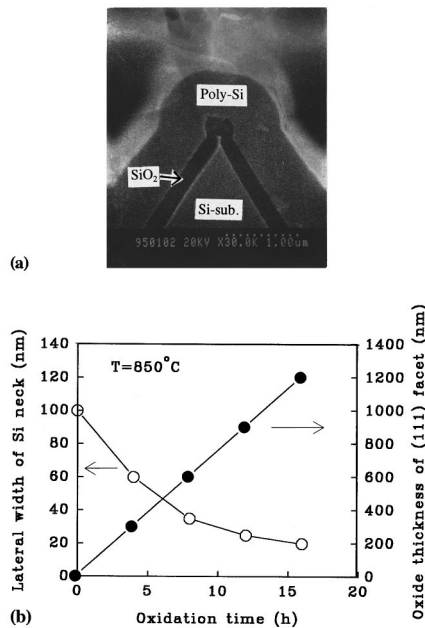 (a)
Poly-Si
SiO₂
Si-sub.
950102 20KV X30.0K 1.00um
(b)
Lateral width of Si neck (nm)
140
120
100
80
60
40
20
0
T=850°C
1400
1200
1000
800
600
400
200
0
Oxide thickness of (111) facet (nm)
0
5
10
15
20
Oxidation time (h)